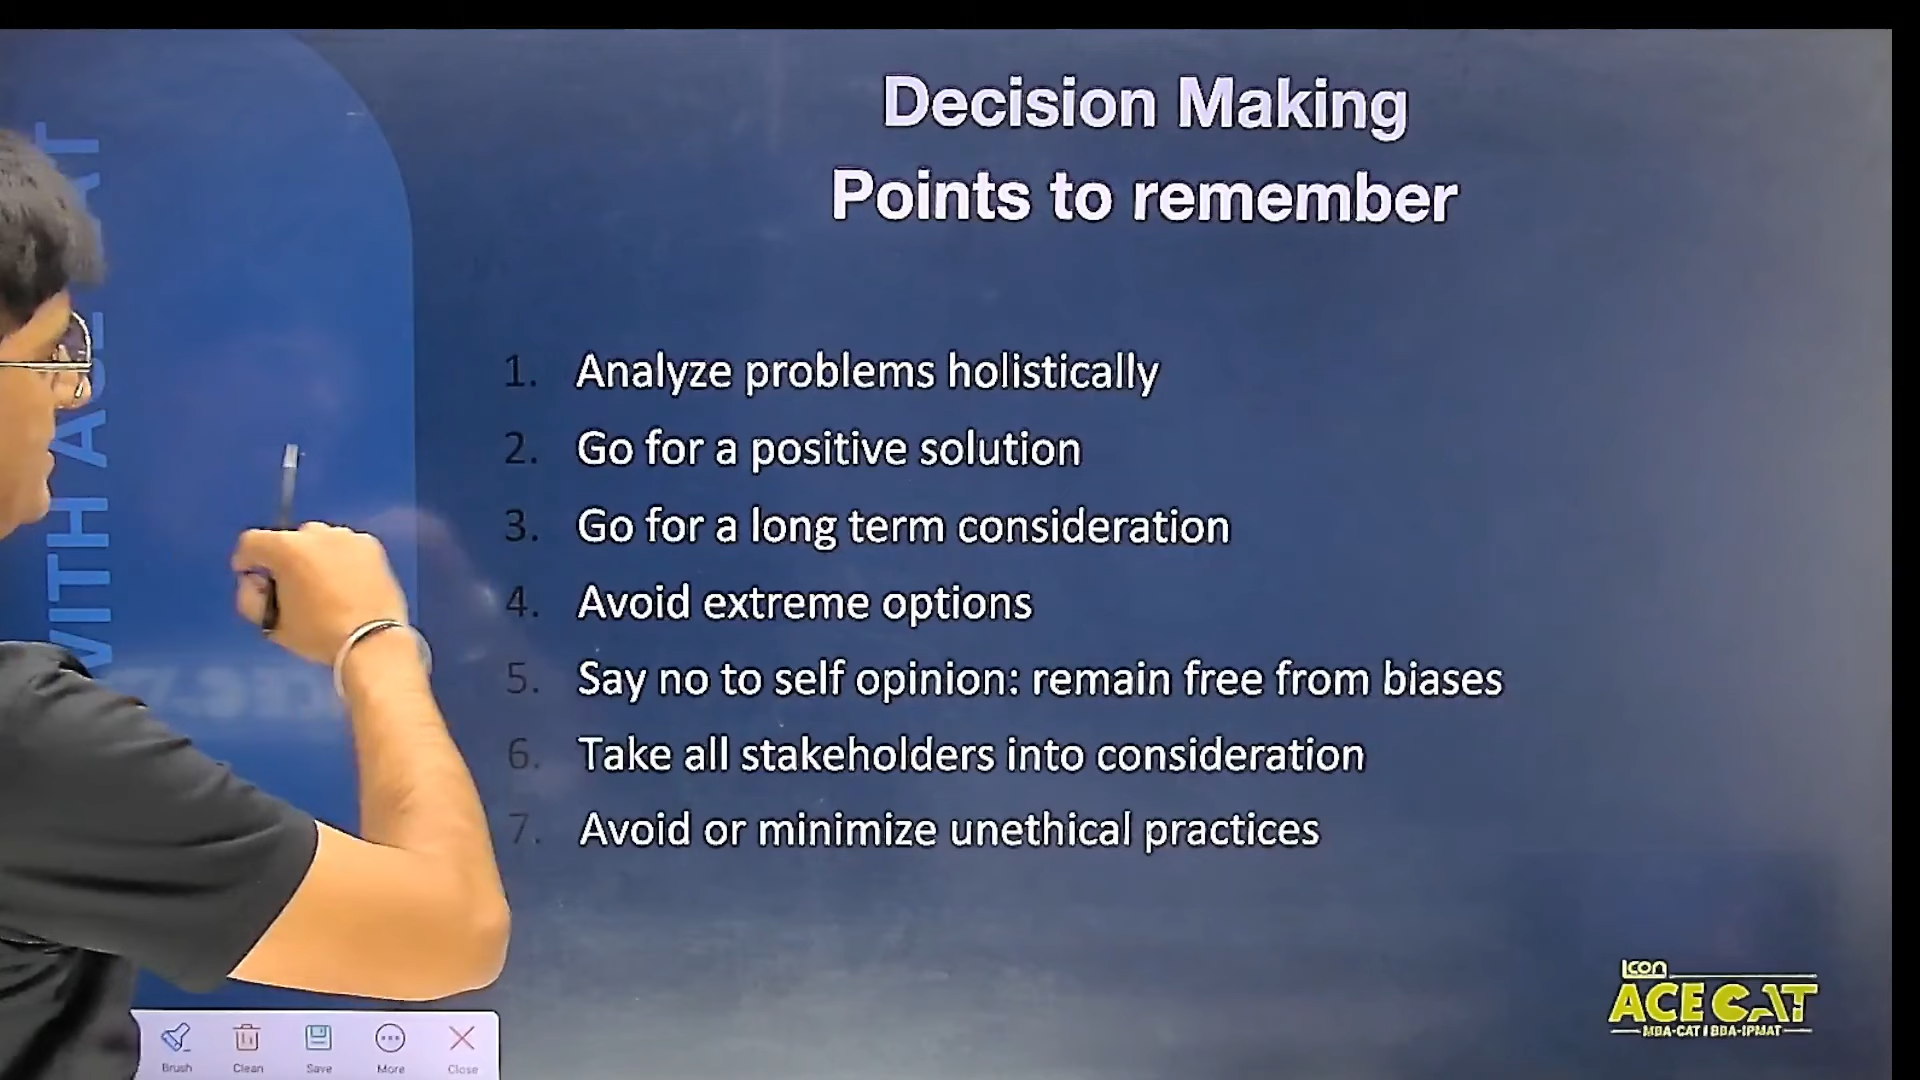 Decision Making
Points to remember
1. Analyze problems holistically
2. Go for a positive solution
3. Go for a long term consideration
4. Avoid extreme options
5. Say no to self opinion: remain free from biases
6. Take all stakeholders into consideration
7. Avoid or minimize unethical practices
WITH
Icon
ACE CAT
MBA-CAT I BBA-IPMAT
Brush
Clean
Save
More
Close